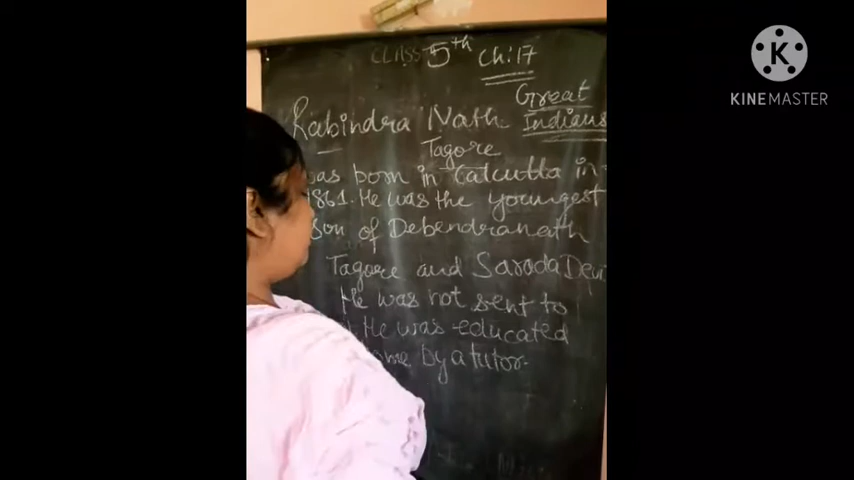 CLASS 5th Ch:17
Great
Rabindra Nath Indians
Tagore
was born in Calcutta in
1861. He was the youngest
son of Debendranath
Tagore and Sarada Devi
He was not sent to
He was educated
by a tutor.
K
KINEMASTER